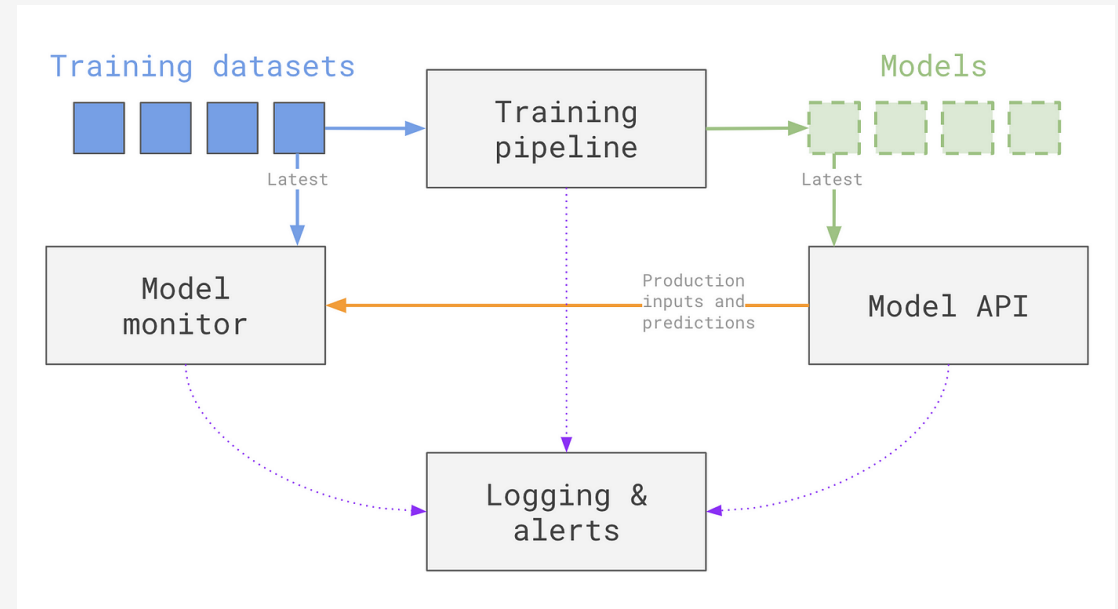 Training datasets
Models
Training
pipeline
Latest
Latest
Model
monitor
Production
inputs and
predictions
Model API
Logging &
alerts